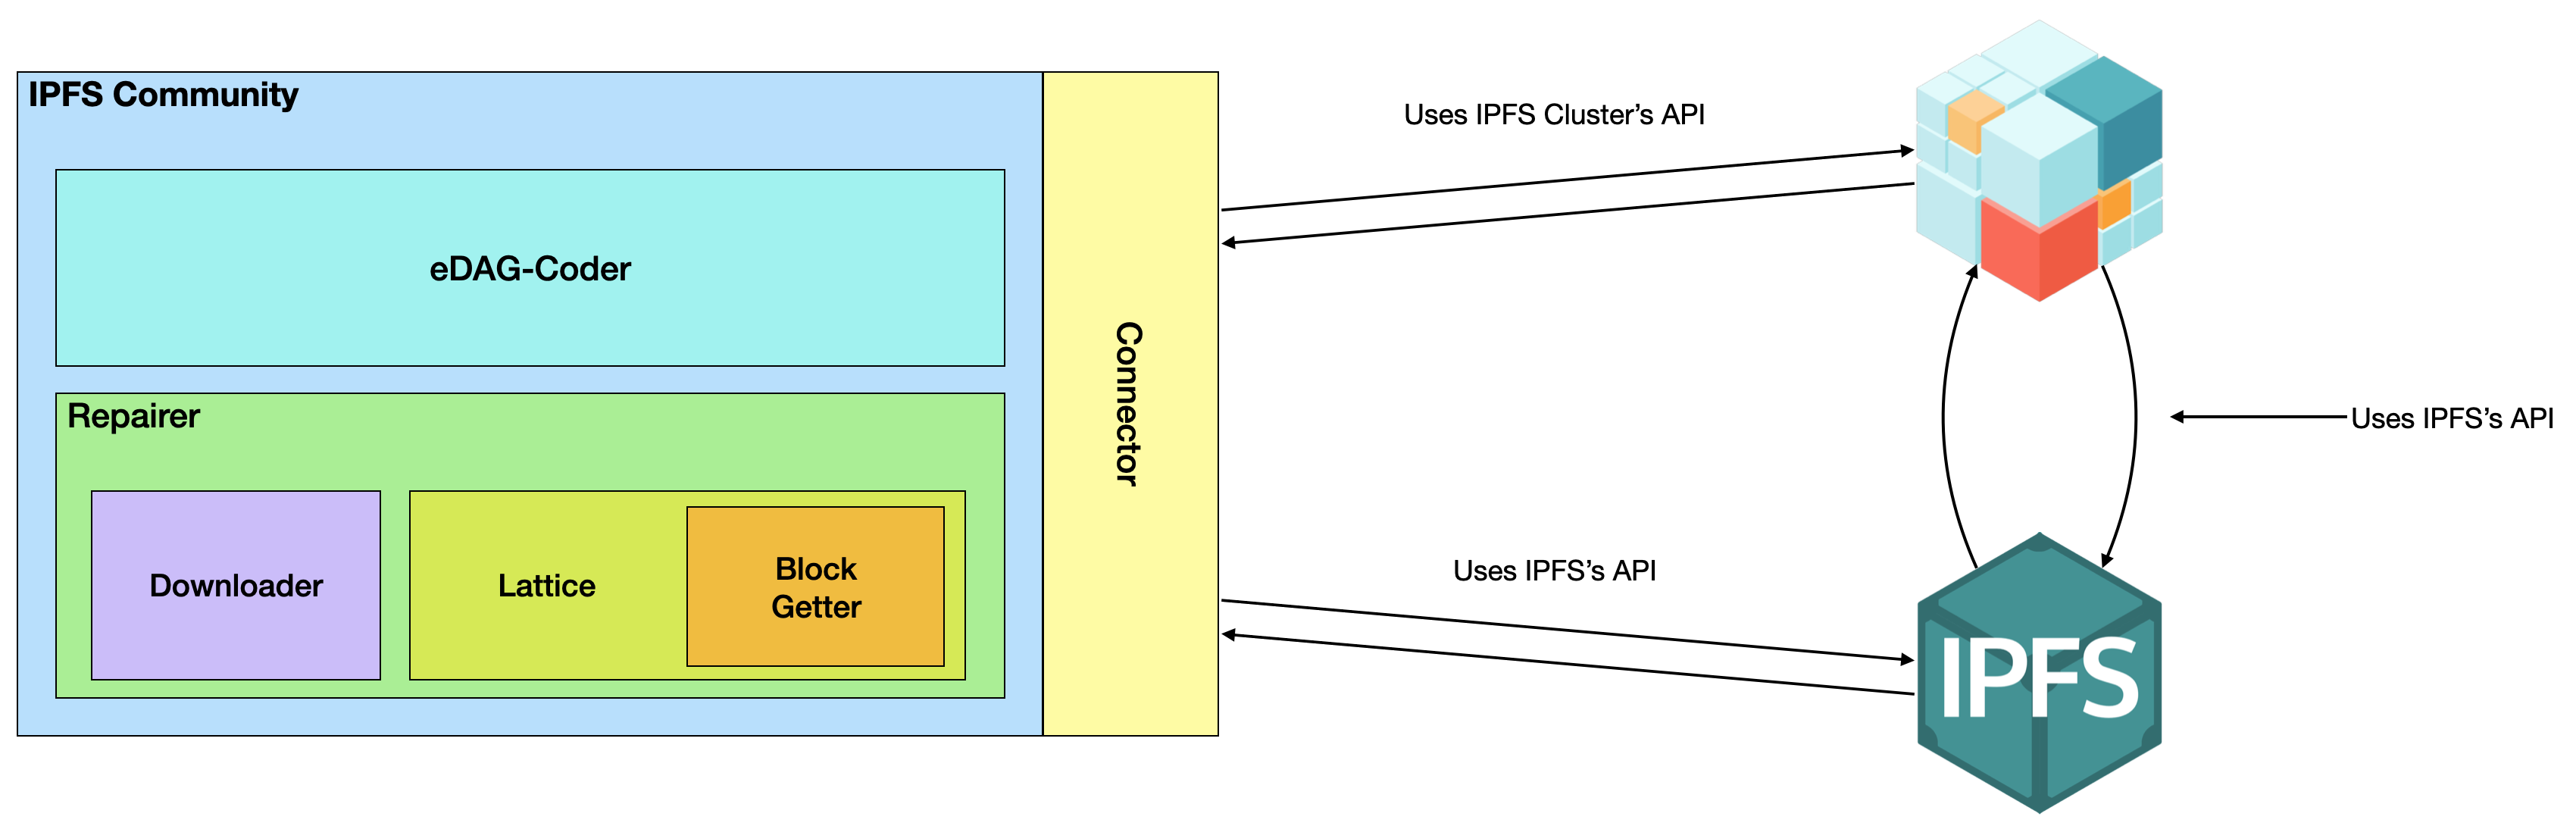 IPFS Community
eDAG-Coder
Repairer
Downloader
Lattice
Block
Getter
Connector
Uses IPFS Cluster’s API
Uses IPFS’s API
Uses IPFS’s API
IPFS